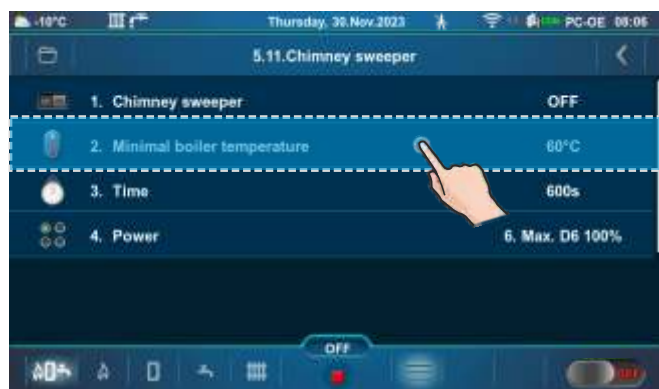 -10°C Thursday, 30.Nov.2023 PC-OE 08:06
5.11.Chimney sweeper
1. Chimney sweeper OFF
2. Minimal boiler temperature 60°C
3. Time 600s
4. Power 6. Max. D6 100%
OFF
OFF